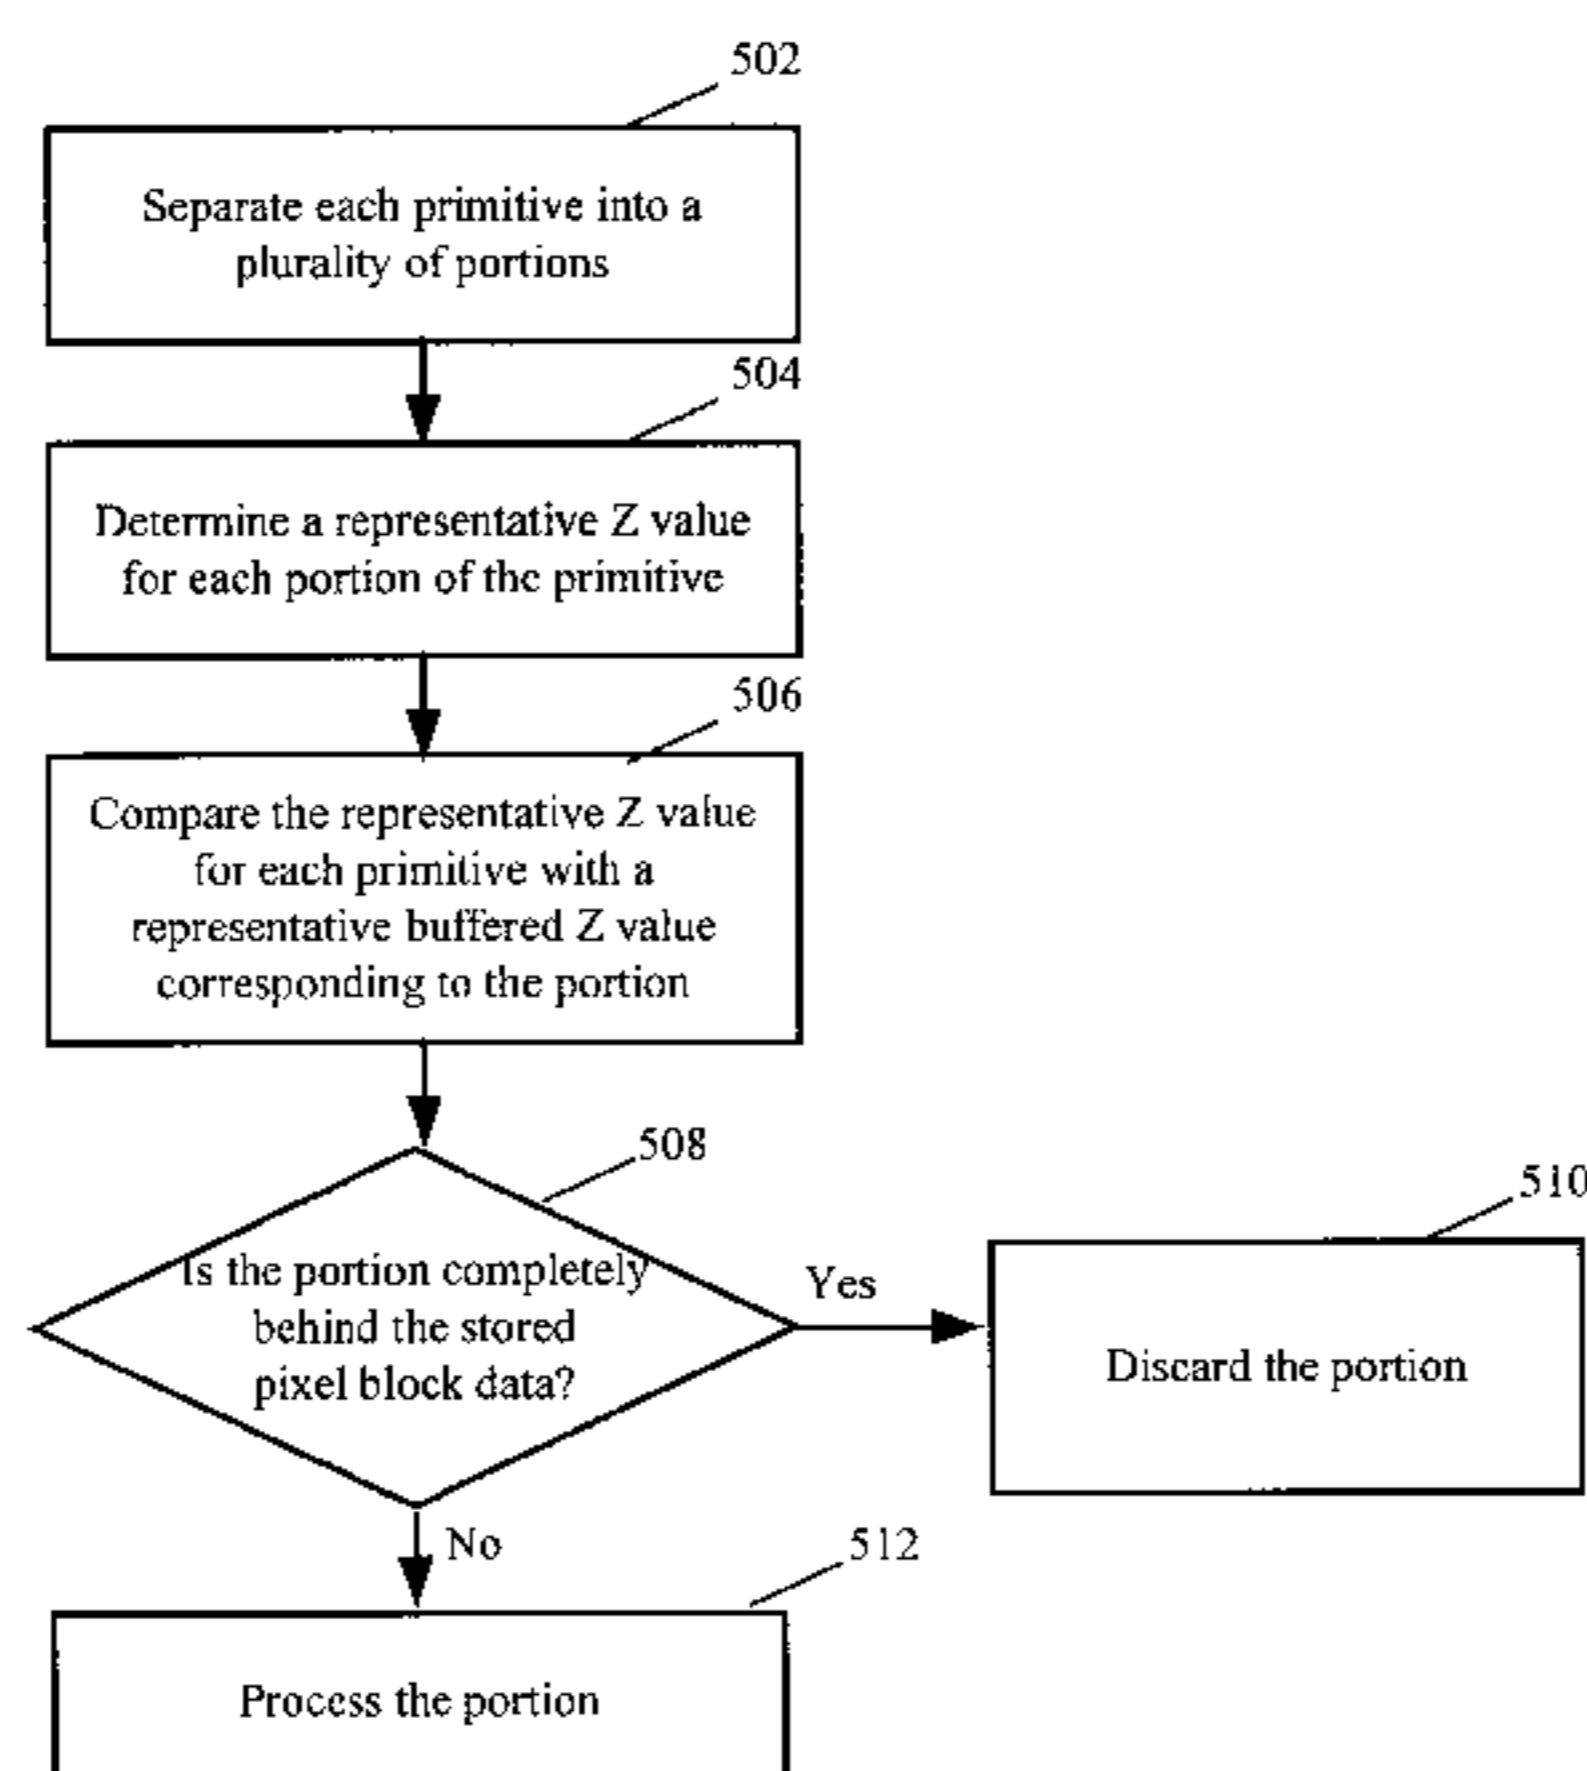 502
Separate each primitive into a
plurality of portions
504
Determine a representative Z value
for each portion of the primitive
506
Compare the representative Z value
for each primitive with a
representative buffered Z value
corresponding to the portion
508
Is the portion completely
behind the stored
pixel block data?
Yes
510
Discard the portion
No
512
Process the portion